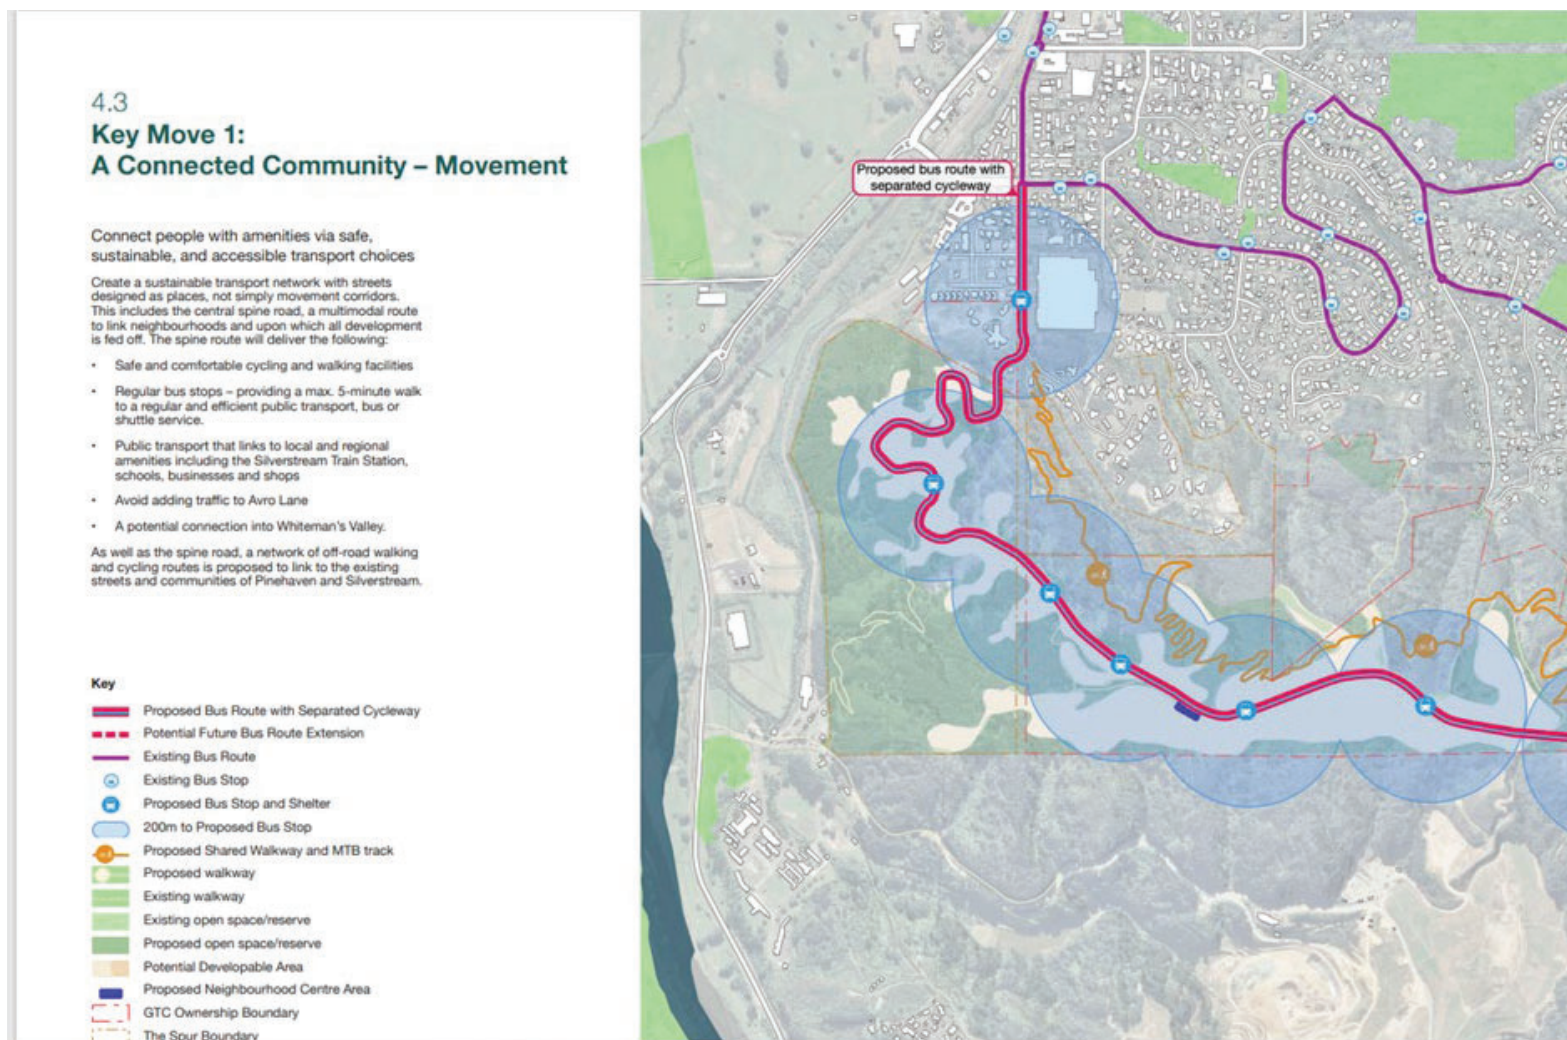 4.3
Key Move 1:
A Connected Community – Movement
Connect people with amenities via safe,
sustainable, and accessible transport choices
Create a sustainable transport network with streets
designed as places, not simply movement corridors.
This includes the central spine road, a multimodal route
to link neighbourhoods and upon which all development
is fed off. The spine route will deliver the following:
• Safe and comfortable cycling and walking facilities
• Regular bus stops – providing a max. 5-minute walk
to a regular and efficient public transport, bus or
shuttle service.
• Public transport that links to local and regional
amenities including the Silverstream Train Station,
schools, businesses and shops
• Avoid adding traffic to Avro Lane
• A potential connection into Whiteman's Valley.
As well as the spine road, a network of off-road walking
and cycling routes is proposed to link to the existing
streets and communities of Pinehaven and Silverstream.
Key
Proposed Bus Route with Separated Cycleway
Potential Future Bus Route Extension
Existing Bus Route
Existing Bus Stop
Proposed Bus Stop and Shelter
200m to Proposed Bus Stop
Proposed Shared Walkway and MTB track
Proposed walkway
Existing walkway
Existing open space/reserve
Proposed open space/reserve
Potential Developable Area
Proposed Neighbourhood Centre Area
GTC Ownership Boundary
The Spur Boundary
Proposed bus route with
separated cycleway